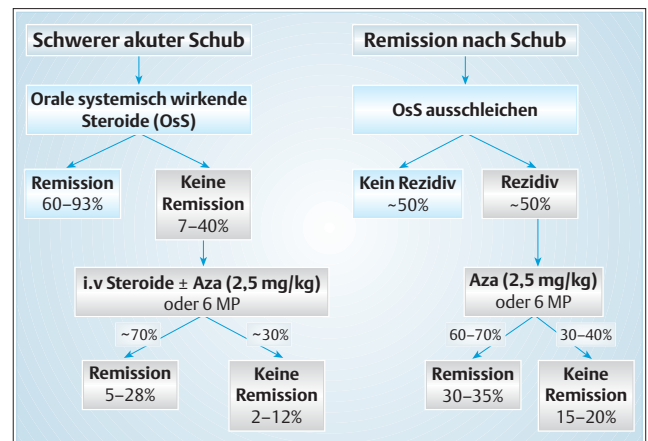 Schwerer akuter Schub
Orale systemisch wirkende
Steroide (OsS)
Remission
60–93%
Keine
Remission
7–40%
i.v Steroide ± Aza (2,5 mg/kg)
oder 6 MP
~70%
~30%
Remission
5–28%
Keine
Remission
2–12%
Remission nach Schub
OsS ausschleichen
Kein Rezidiv
~50%
Rezidiv
~50%
Aza (2,5 mg/kg)
oder 6 MP
60–70%
30–40%
Remission
30–35%
Keine
Remission
15–20%